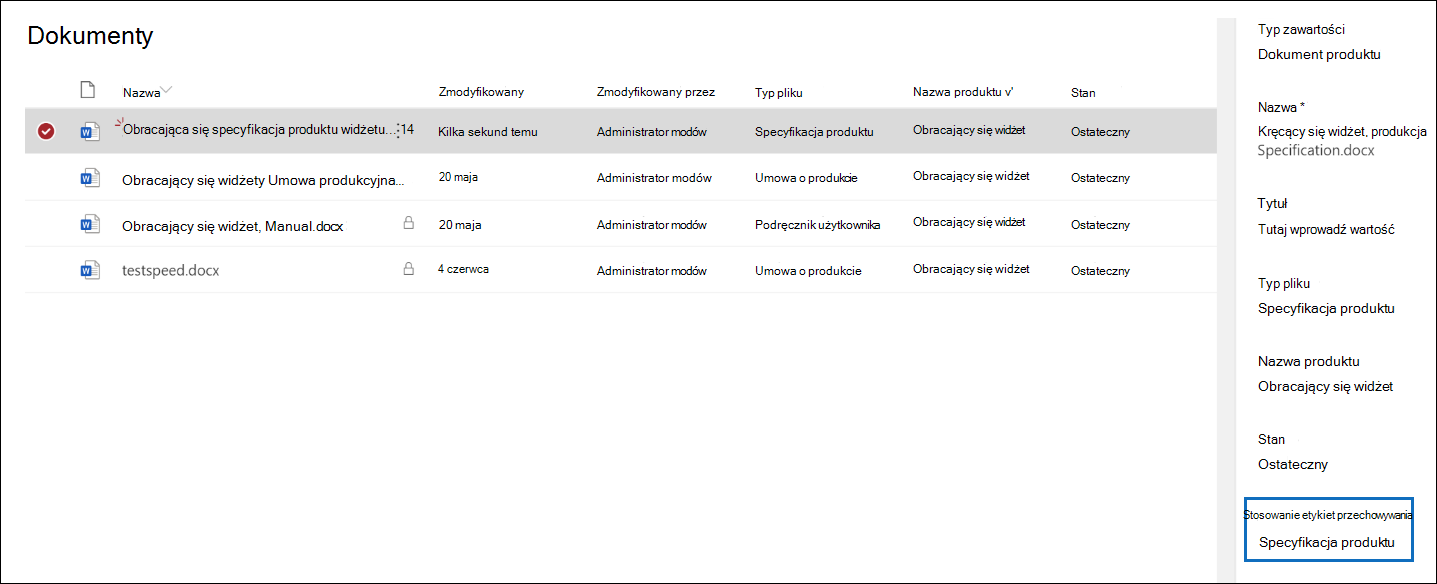 Dokumenty
Nazwa Zmodyfikowany Zmodyfikowany przez Typ pliku Nazwa produktu v' Stan
Obracająca się specyfikacja produktu widżetu... 14 Kilka sekund temu Administrator modów Specyfikacja produktu Obracający się widżet Ostateczny
Obracający się widżety Umowa produkcyjna... 20 maja Administrator modów Umowa o produkcie Obracający się widżet Ostateczny
Obracający się widżet, Manual.docx 20 maja Administrator modów Podręcznik użytkownika Obracający się widżet Ostateczny
testspeed.docx 4 czerwca Administrator modów Umowa o produkcie Obracający się widżet Ostateczny
Typ zawartości
Dokument produktu
Nazwa *
Kręcący się widżet, produkcja
Specification.docx
Tytuł
Tutaj wprowadź wartość
Typ pliku
Specyfikacja produktu
Nazwa produktu
Obracający się widżet
Stan
Ostateczny
Stosowanie etykiet przechowywania
Specyfikacja produktu